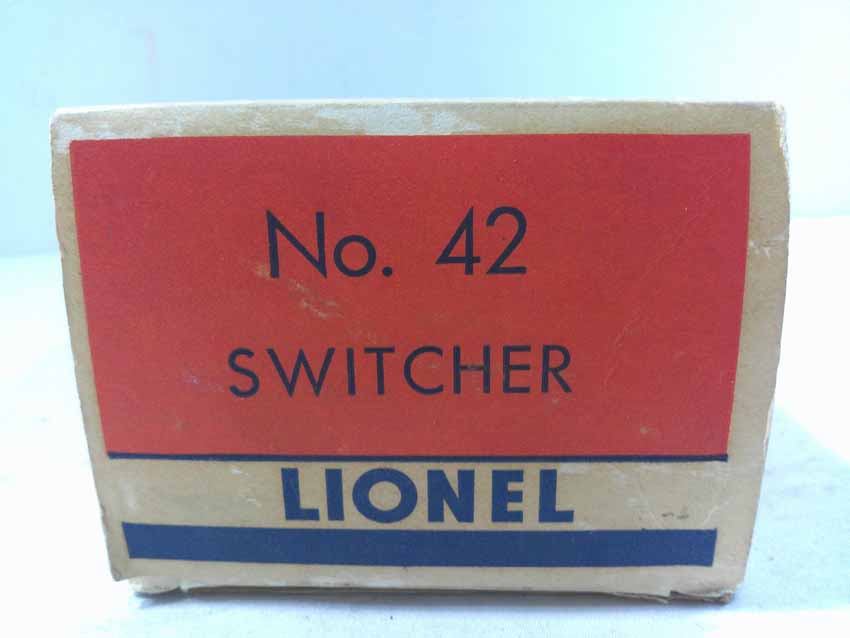 No. 42
SWITCHER
LIONEL